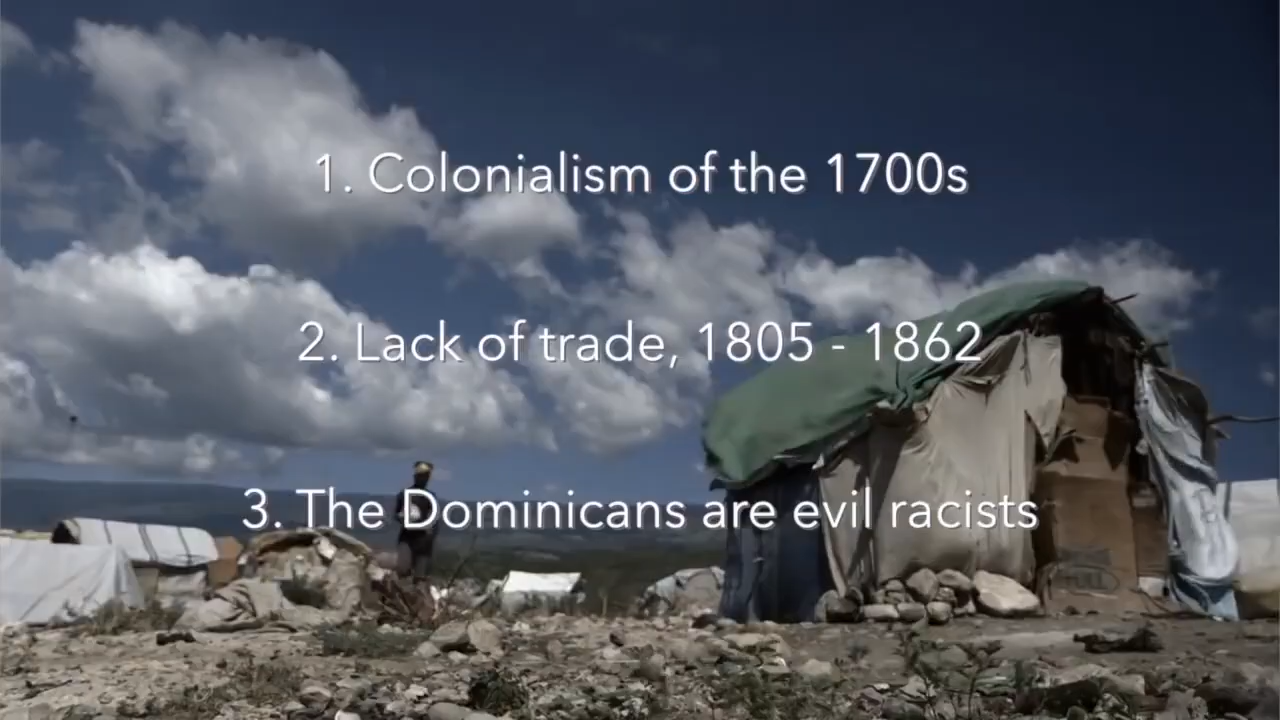 1. Colonialism of the 1700s
2. Lack of trade, 1805 - 1862
3. The Dominicans are evil racists